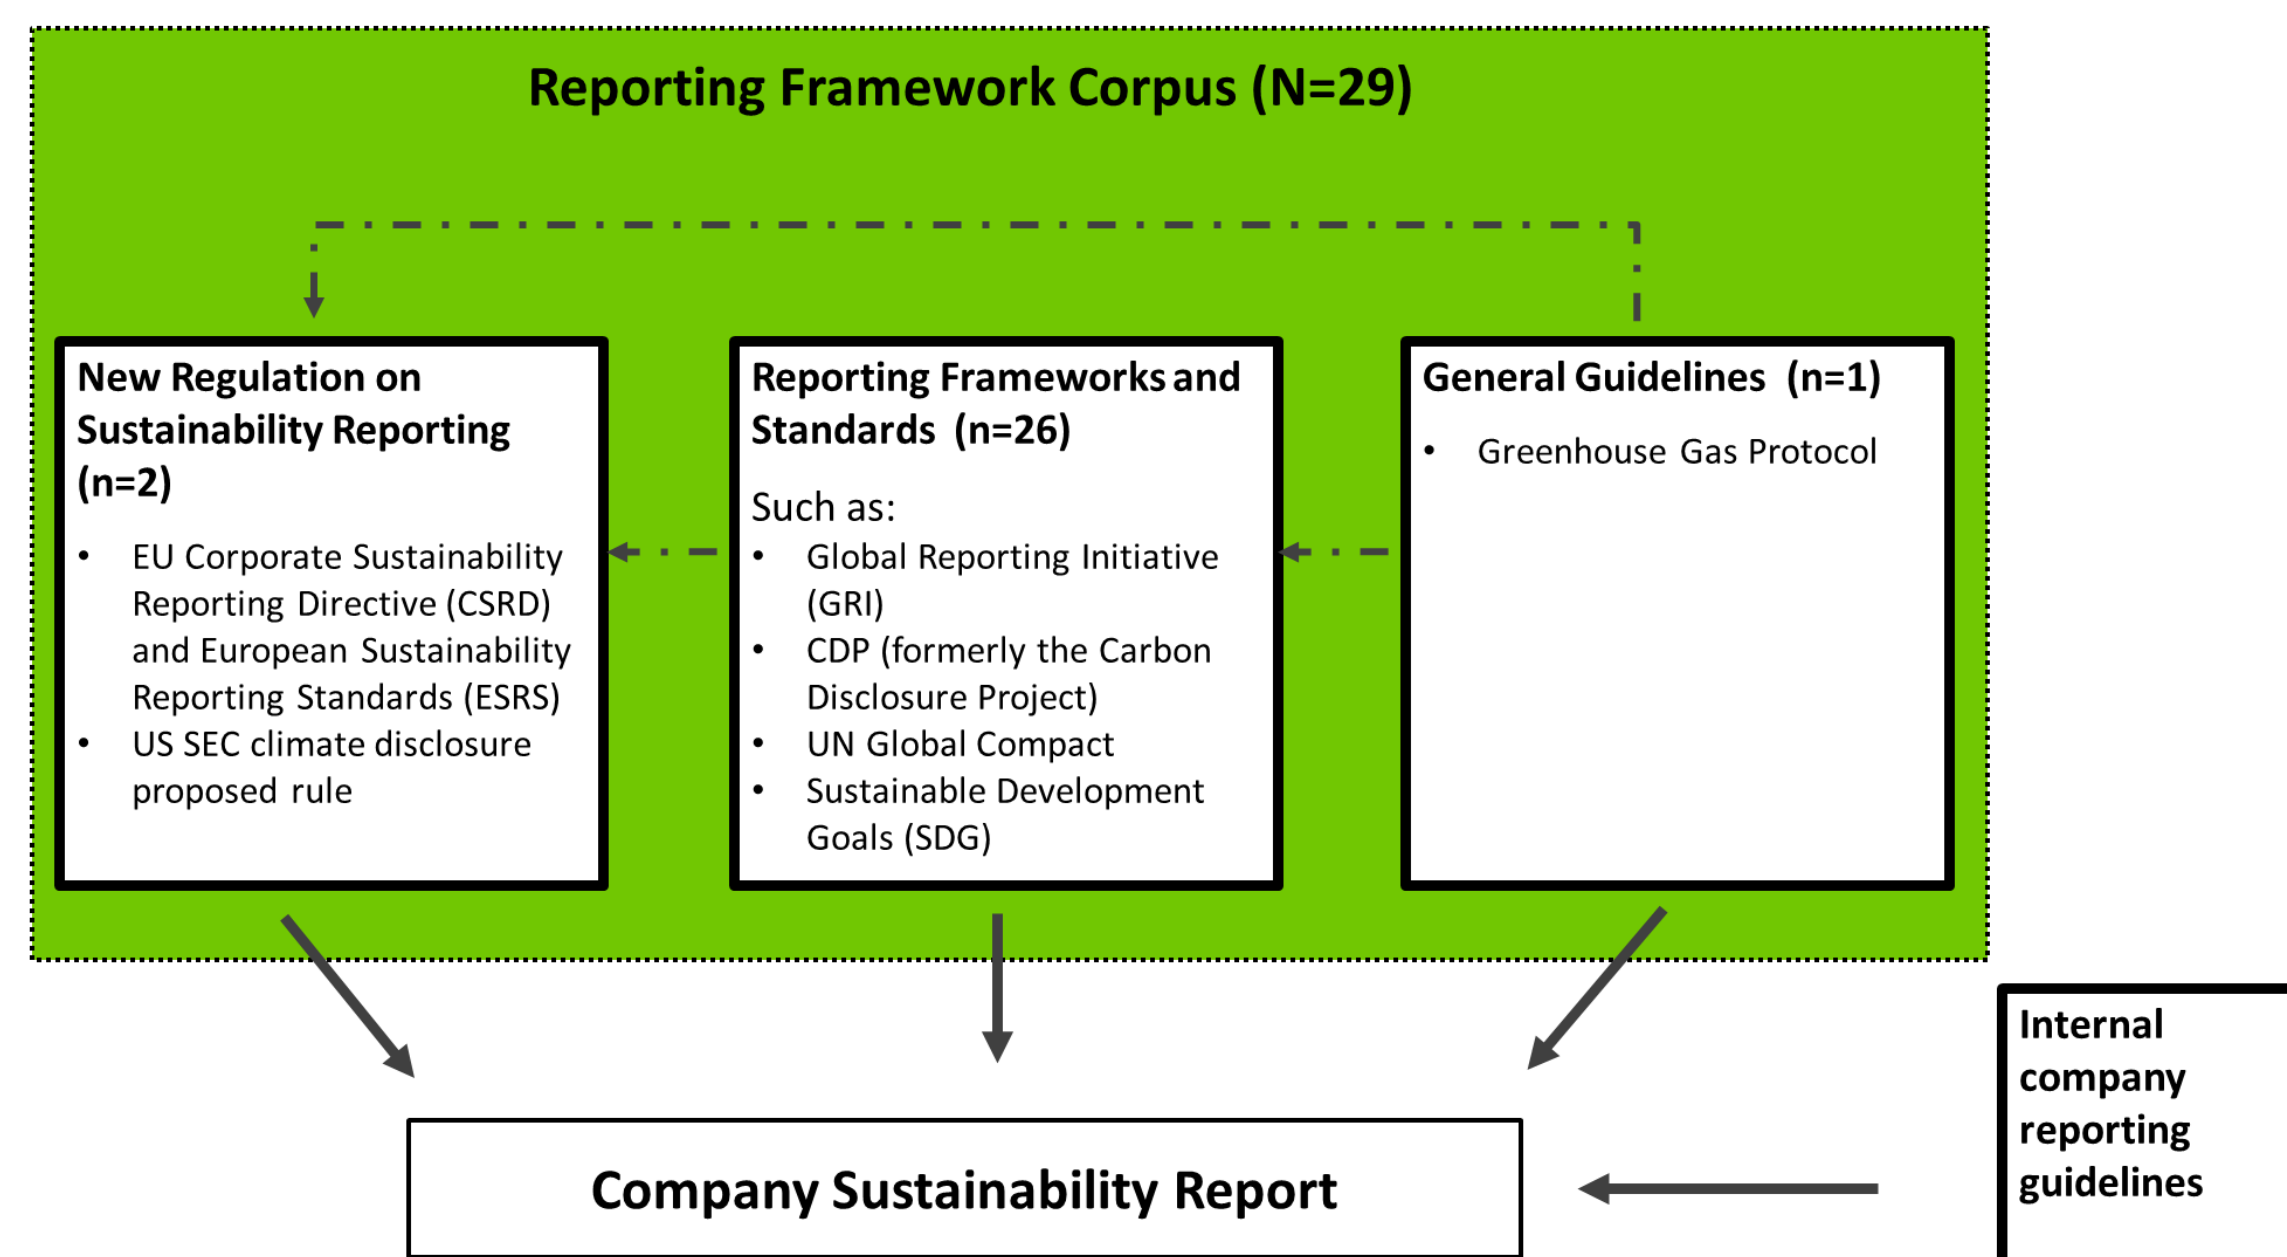 Reporting Framework Corpus (N=29)
New Regulation on
Sustainability Reporting
(n=2)
• EU Corporate Sustainability
Reporting Directive (CSRD)
and European Sustainability
Reporting Standards (ESRS)
• US SEC climate disclosure
proposed rule
Reporting Frameworks and
Standards (n=26)
Such as:
• Global Reporting Initiative
(GRI)
• CDP (formerly the Carbon
Disclosure Project)
• UN Global Compact
• Sustainable Development
Goals (SDG)
General Guidelines (n=1)
• Greenhouse Gas Protocol
Company Sustainability Report
Internal
company
reporting
guidelines